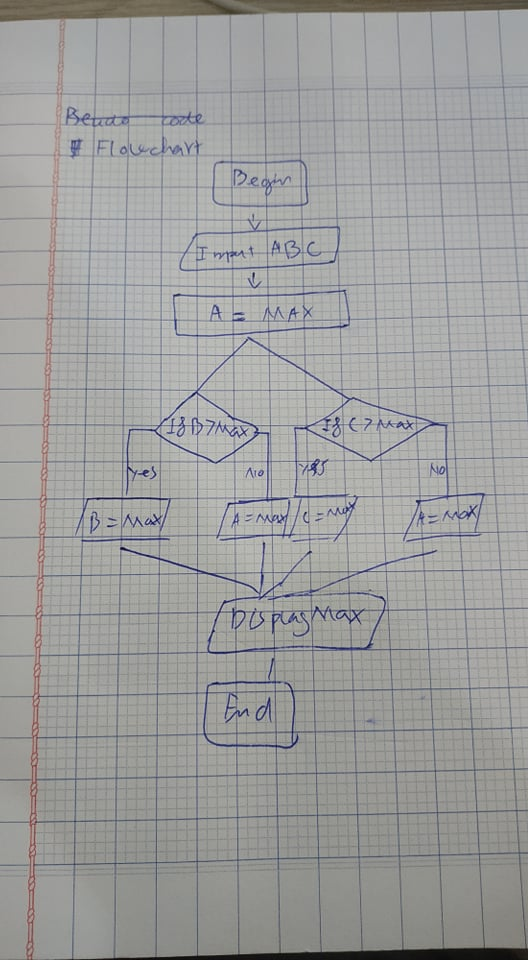 Beudo code
Flowchart
Begin
Input ABC
A = MAX
If B>Max
If C>Max
yes
No
yes
No
B = Max
A = Max
C = Max
A = Max
Display Max
End